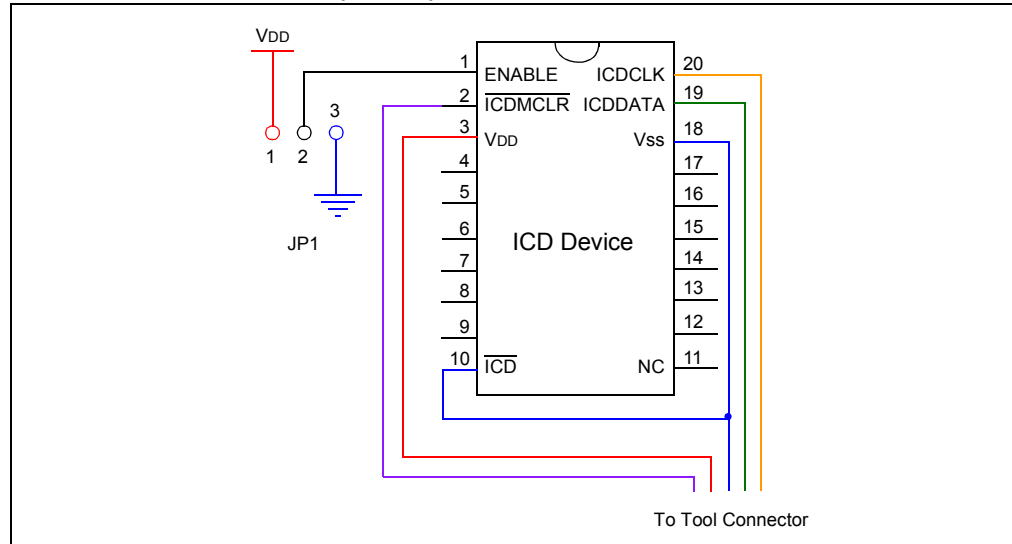 VDD
1
2
3
JP1
1
2
3
4
5
6
7
8
9
10
ENABLE
ICDMCLR
VDD
ICD
ICD Device
ICDCLK
ICDDATA
Vss
NC
20
19
18
17
16
15
14
13
12
11
To Tool Connector